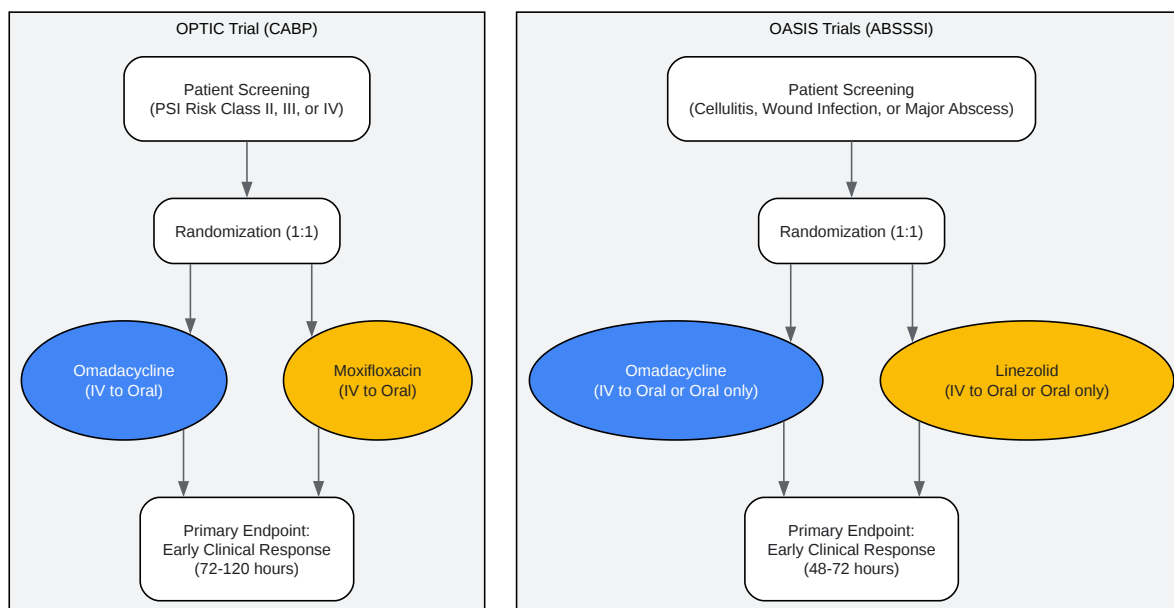 OPTIC Trial (CABP)
Patient Screening
(PSI Risk Class II, III, or IV)
Randomization (1:1)
Omadacycline
(IV to Oral)
Moxifloxacin
(IV to Oral)
Primary Endpoint:
Early Clinical Response
(72-120 hours)
OASIS Trials (ABSSSI)
Patient Screening
(Cellulitis, Wound Infection, or Major Abscess)
Randomization (1:1)
Omadacycline
(IV to Oral or Oral only)
Linezolid
(IV to Oral or Oral only)
Primary Endpoint:
Early Clinical Response
(48-72 hours)